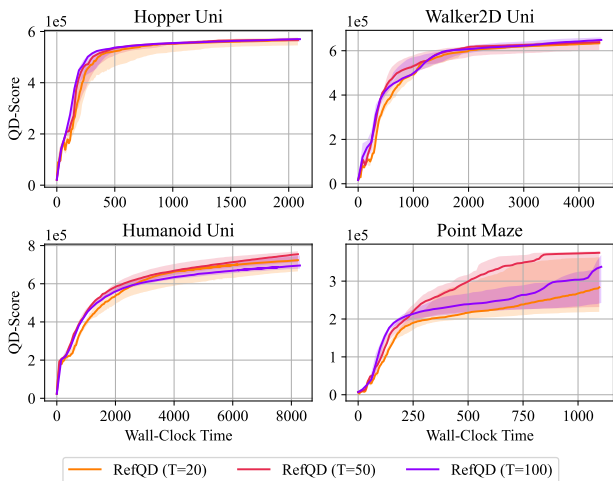 Hopper Uni
Walker2D Uni
1e5
1e5
QD-Score
6
4
2
0
6
4
2
0
0 500 1000 1500 2000
0 1000 2000 3000 4000
Humanoid Uni
Point Maze
1e5
1e5
QD-Score
8
6
4
2
0
4
3
2
1
0
0 2000 4000 6000 8000
0 250 500 750 1000
Wall-Clock Time
Wall-Clock Time
RefQD (T=20) RefQD (T=50) RefQD (T=100)